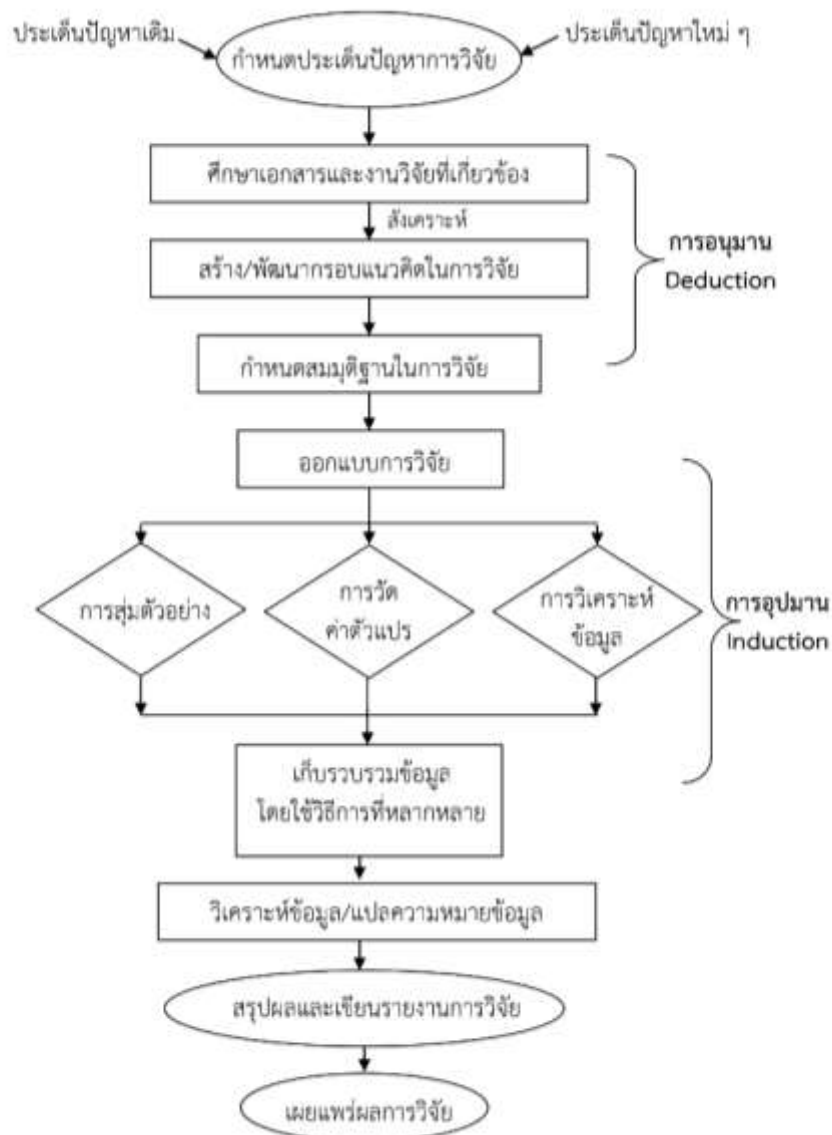 ประเด็นปัญหาเดิม
ประเด็นปัญหาใหม่ ๆ
กำหนดประเด็นปัญหาการวิจัย
ศึกษาเอกสารและงานวิจัยที่เกี่ยวข้อง
สังเคราะห์
สร้าง/พัฒนากรอบแนวคิดในการวิจัย
การอนุมาน
Deduction
กำหนดสมมุติฐานในการวิจัย
ออกแบบการวิจัย
การสุ่มตัวอย่าง
การวัด
ค่าตัวแปร
การวิเคราะห์
ข้อมูล
การอุปมาน
Induction
เก็บรวบรวมข้อมูล
โดยใช้วิธีการที่หลากหลาย
วิเคราะห์ข้อมูล/แปลความหมายข้อมูล
สรุปผลและเขียนรายงานการวิจัย
เผยแพร่ผลการวิจัย